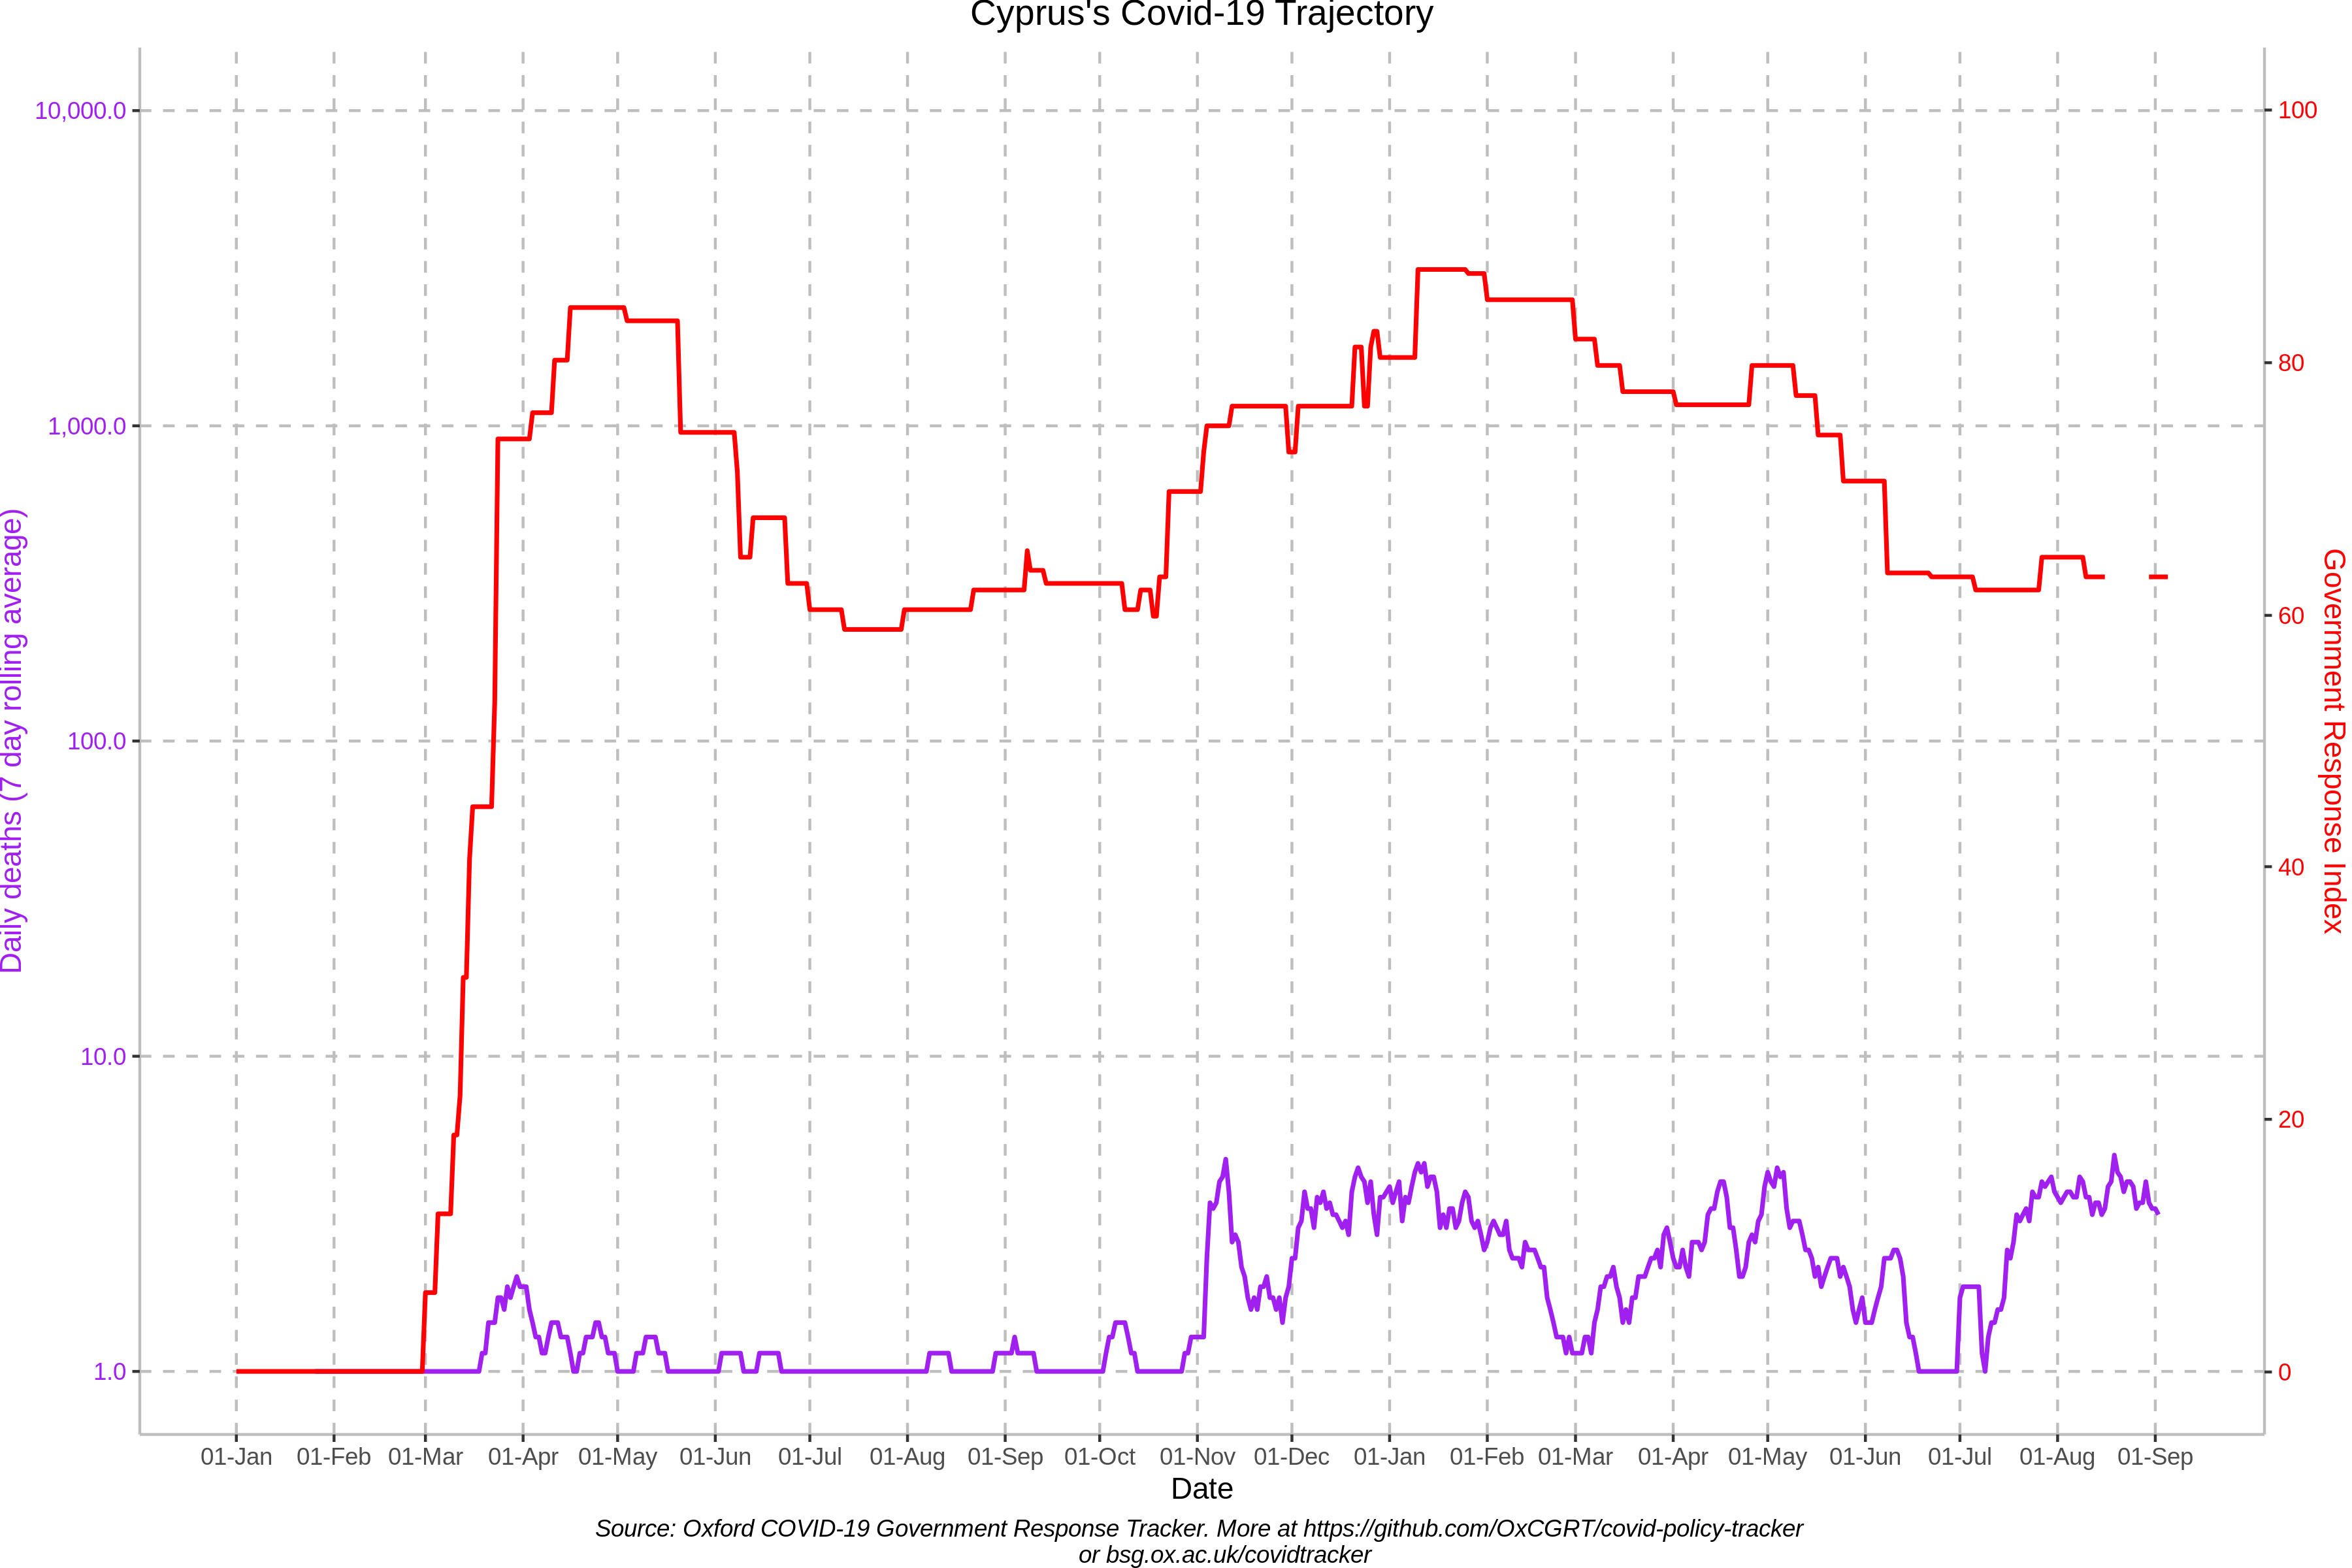 Cyprus's Covid-19 Trajectory
Daily deaths (7 day rolling average)
10,000.0
1,000.0
100.0
10.0
1.0
100
80
60
40
20
0
Government Response Index
01-Jan 01-Feb 01-Mar 01-Apr 01-May 01-Jun 01-Jul 01-Aug 01-Sep 01-Oct 01-Nov 01-Dec 01-Jan 01-Feb 01-Mar 01-Apr 01-May 01-Jun 01-Jul 01-Aug 01-Sep
Date
Source: Oxford COVID-19 Government Response Tracker. More at https://github.com/OxCGRT/covid-policy-tracker
or bsg.ox.ac.uk/covidtracker